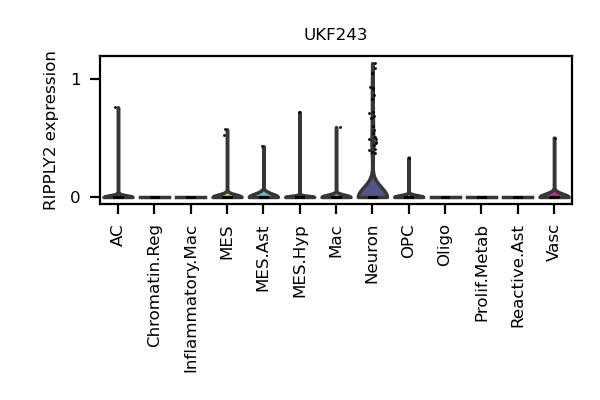 UKF243
RIPPLY2 expression
1
0
AC
Chromatin.Reg
Inflammatory.Mac
MES
MES.Ast
MES.Hyp
Mac
Neuron
OPC
Oligo
Prolif.Metab
Reactive.Ast
Vasc